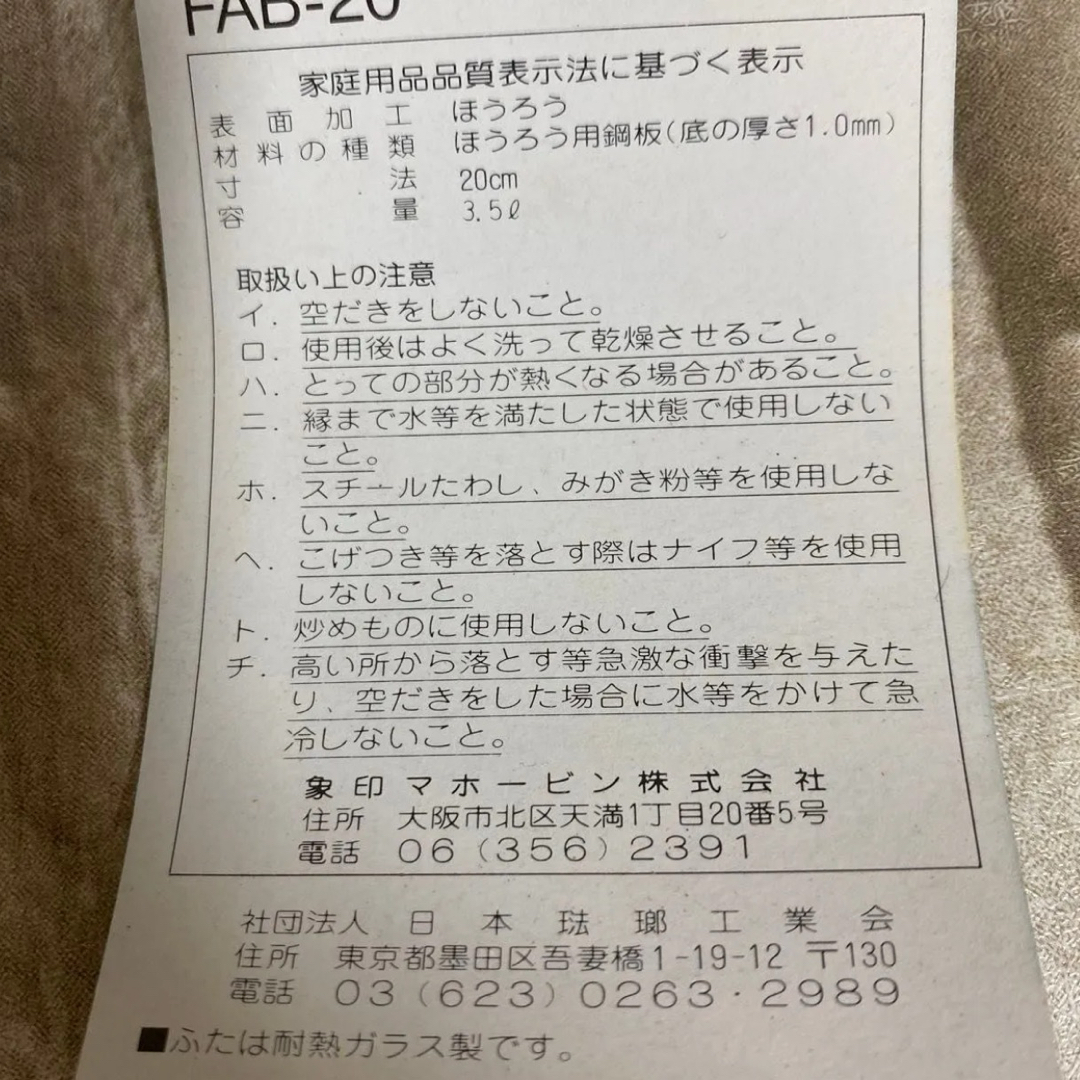 FAB-20
家庭用品品質表示法に基づく表示
表面加工 ほうろう
材料の種類 ほうろう用鋼板(底の厚さ1.0mm)
寸法 20cm
容量 3.5ℓ
取扱い上の注意
イ. 空だきをしないこと。
ロ. 使用後はよく洗って乾燥させること。
ハ. とっての部分が熱くなる場合があること。
ニ. 縁まで水等を満たした状態で使用しない
こと。
ホ. スチールたわし、みがき粉等を使用しな
いこと。
ヘ. こげつき等を落とす際はナイフ等を使用
しないこと。
ト. 炒めものに使用しないこと。
チ. 高い所から落とす等急激な衝撃を与えた
り、空だきをした場合に水等をかけて急
冷しないこと。
象印マホービン株式会社
住所 大阪市北区天満1丁目20番5号
電話 06(356)2391
社団法人 日本琺瑯工業会
住所 東京都墨田区吾妻橋1-19-12 〒130
電話 03(623)0263・2989
■ふたは耐熱ガラス製です。